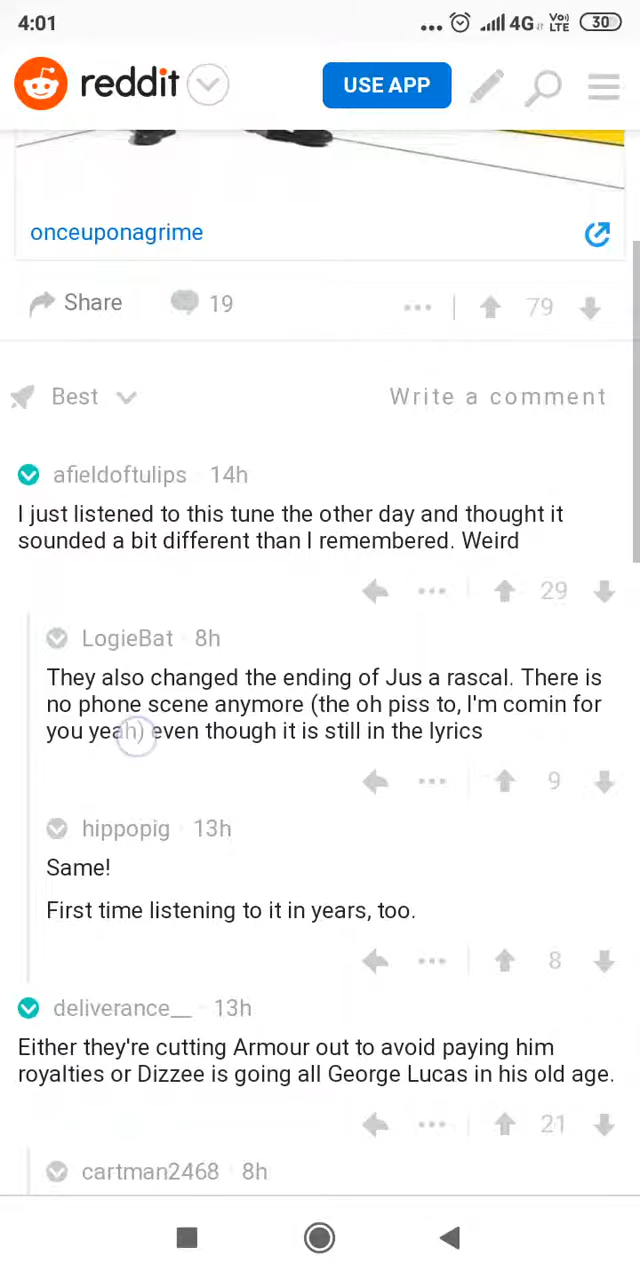 4:01
4G
Vo))
LTE
30
reddit
USE APP
onceuponagrime
Share
19
79
Best
Write a comment
afieldoftulips 14h
I just listened to this tune the other day and thought it
sounded a bit different than I remembered. Weird
29
LogieBat 8h
They also changed the ending of Jus a rascal. There is
no phone scene anymore (the oh piss to, I'm comin for
you yeah) even though it is still in the lyrics
9
hippopig 13h
Same!
First time listening to it in years, too.
8
deliverance__ 13h
Either they're cutting Armour out to avoid paying him
royalties or Dizzee is going all George Lucas in his old age.
21
cartman2468 8h